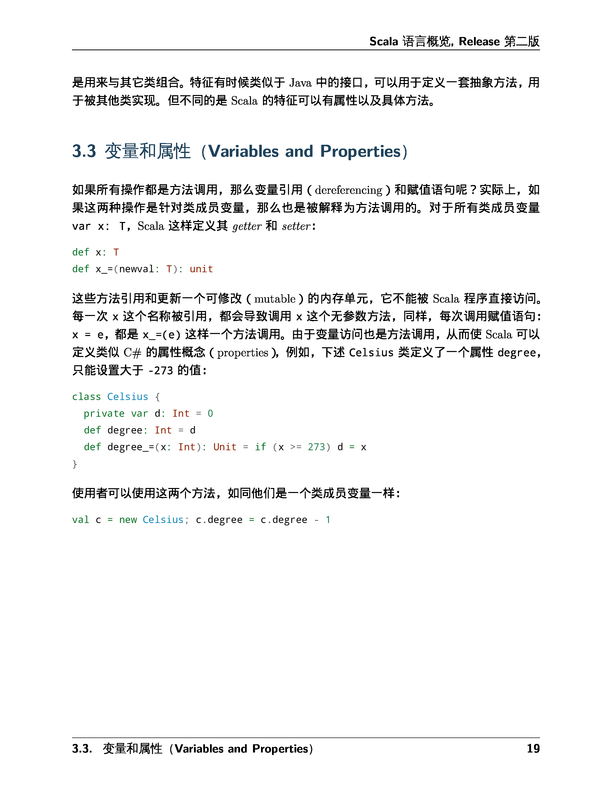 Scala 语言概览, Release 第二版
是用来与其它类组合。特征有时候类似于 Java 中的接口，可以用于定义一套抽象方法，用
于被其他类实现。但不同的是 Scala 的特征可以有属性以及具体方法。
3.3 变量和属性（Variables and Properties）
如果所有操作都是方法调用，那么变量引用（dereferencing）和赋值语句呢？实际上，如
果这两种操作是针对类成员变量，那么也是被解释为方法调用的。对于所有类成员变量
var x: T，Scala 这样定义其 getter 和 setter：
def x: T
def x_=(newval: T): unit
这些方法引用和更新一个可修改（mutable）的内存单元，它不能被 Scala 程序直接访问。
每一次 x 这个名称被引用，都会导致调用 x 这个无参数方法，同样，每次调用赋值语句：
x = e，都是 x_=(e) 这样一个方法调用。由于变量访问也是方法调用，从而使 Scala 可以
定义类似 C# 的属性概念（properties）。例如，下述 Celsius 类定义了一个属性 degree，
只能设置大于 -273 的值：
class Celsius {
  private var d: Int = 0
  def degree: Int = d
  def degree_=(x: Int): Unit = if (x >= 273) d = x
}
使用者可以使用这两个方法，如同他们是一个类成员变量一样：
val c = new Celsius; c.degree = c.degree - 1
3.3. 变量和属性（Variables and Properties） 19